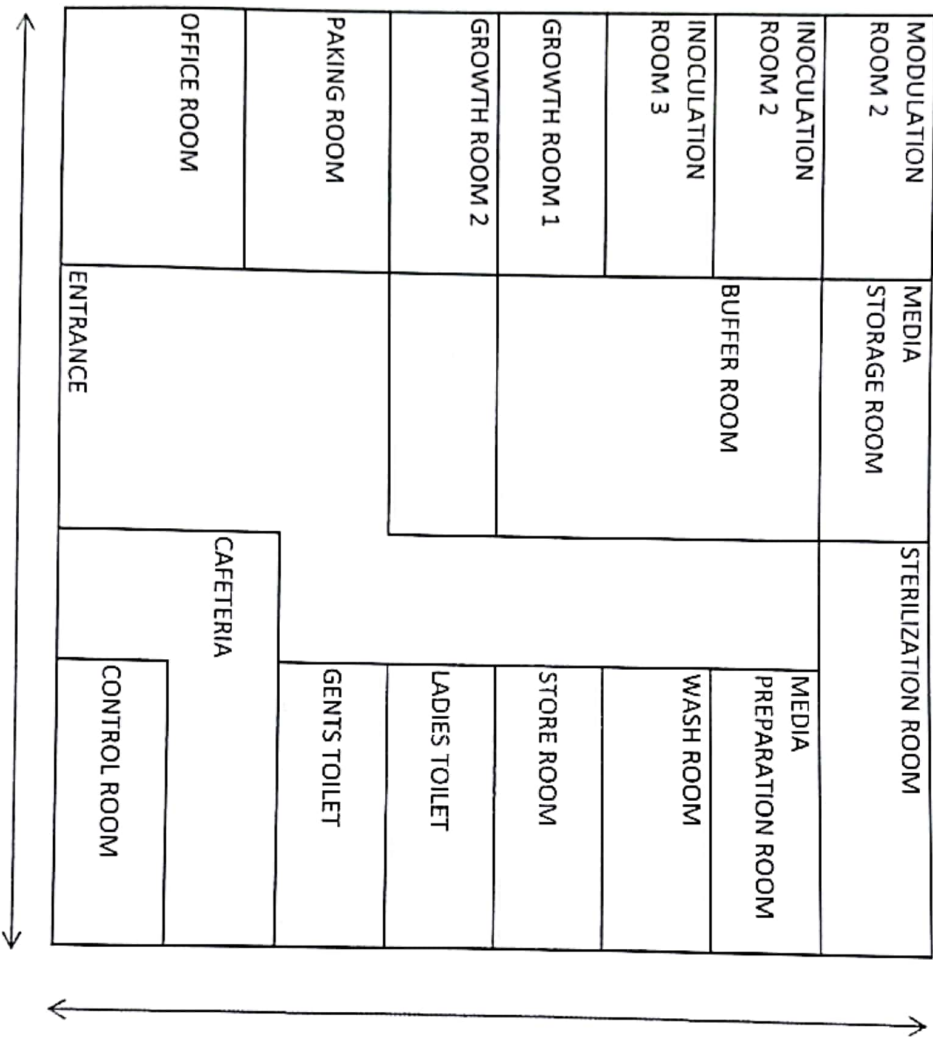 MODULATION
ROOM 2
MEDIA
STORAGE ROOM
STERILIZATION ROOM
INOCULATION
ROOM 2
BUFFER ROOM
MEDIA
PREPARATION ROOM
INOCULATION
ROOM 3
WASH ROOM
GROWTH ROOM 1
STORE ROOM
GROWTH ROOM 2
LADIES TOILET
PAKING ROOM
GENTS TOILET
OFFICE ROOM
CAFETERIA
CONTROL ROOM
ENTRANCE